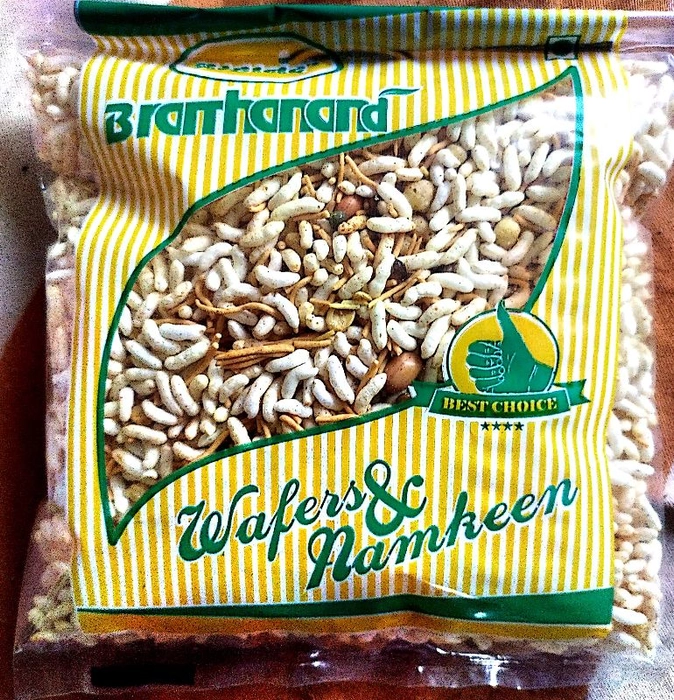 Bramhanand
BEST CHOICE
Wafers &
Namkeen